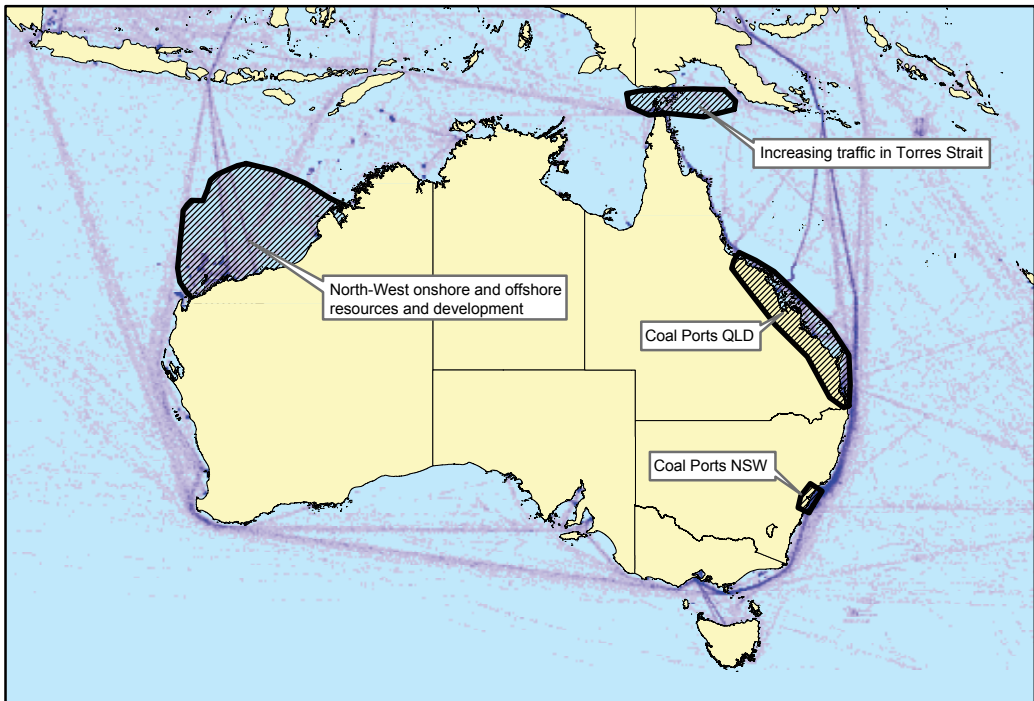 Increasing traffic in Torres Strait
North-West onshore and offshore
resources and development
Coal Ports QLD
Coal Ports NSW